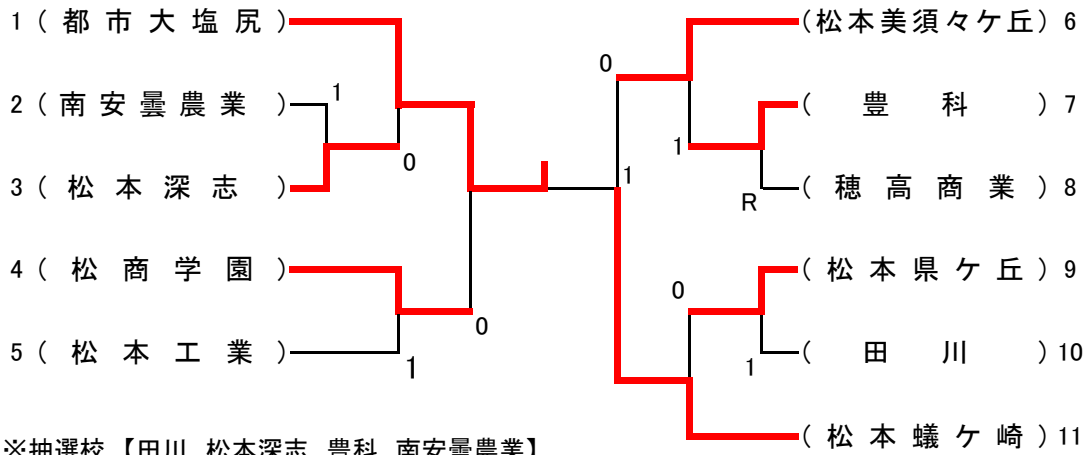 1 ( 都 市 大 塩 尻 )
2 ( 南 安 曇 農 業 )
1
3 ( 松 本 深 志 )
0
4 ( 松 商 学 園 )
0
5 ( 松 本 工 業 )
1
(松本美須々ケ丘) 6
0
( 豊 科 ) 7
1
( 穂 高 商 業 ) 8
R
1
( 松 本 県 ケ 丘 ) 9
0
( 田 川 ) 10
1
( 松 本 蟻 ケ 崎 ) 11
※抽選校 【田川 松本深志 豊科 南安曇農業】